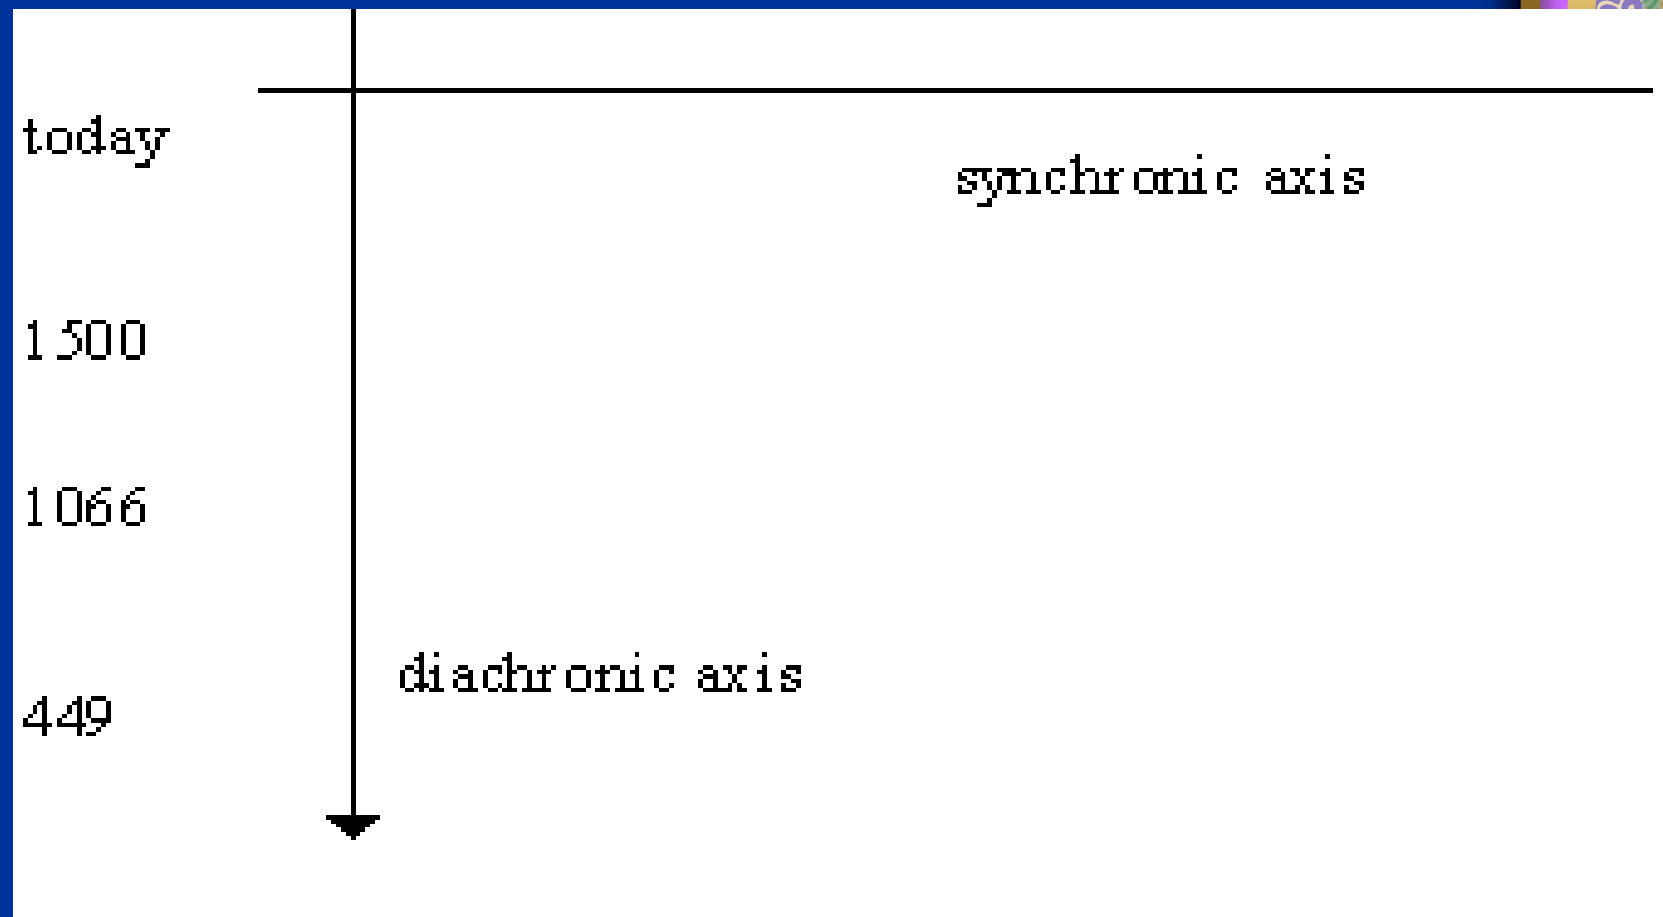 today
synchronic axis
1500
1066
diachronic axis
449